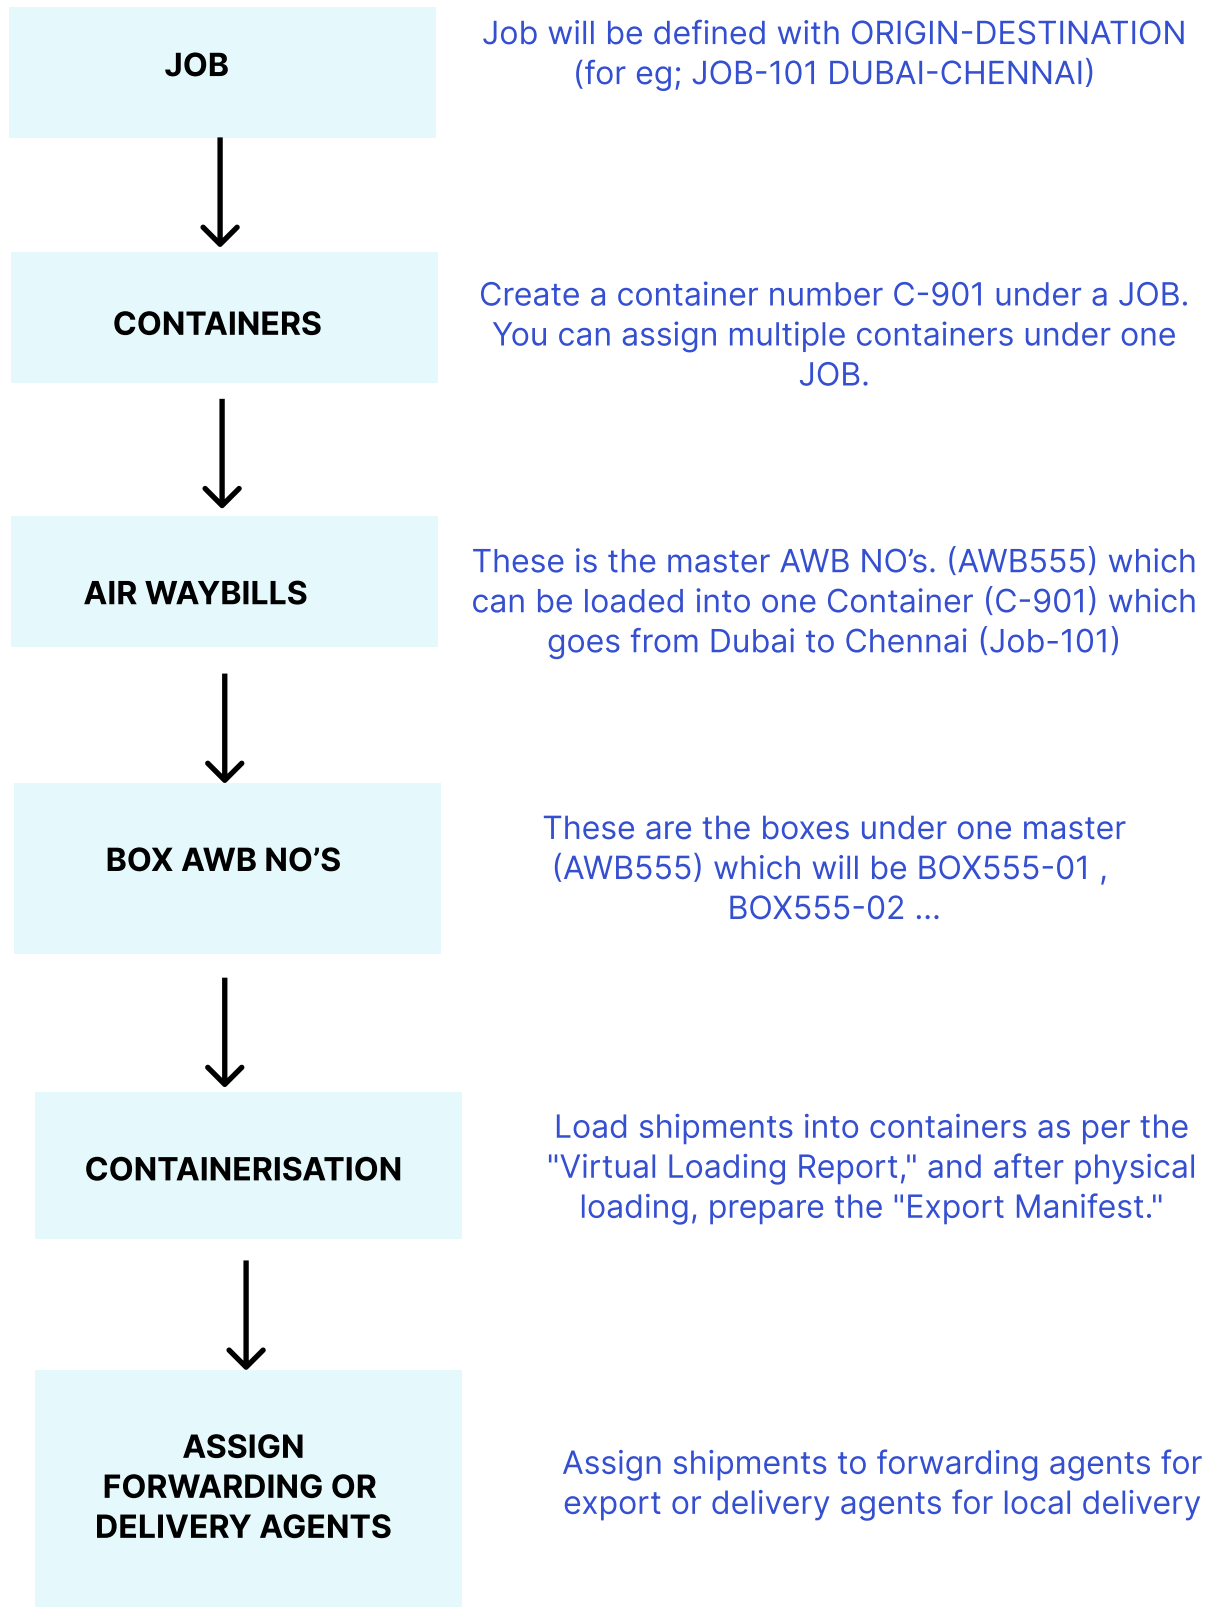 JOB
Job will be defined with ORIGIN-DESTINATION
(for eg; JOB-101 DUBAI-CHENNAI)
CONTAINERS
Create a container number C-901 under a JOB.
You can assign multiple containers under one
JOB.
AIR WAYBILLS
These is the master AWB NO’s. (AWB555) which
can be loaded into one Container (C-901) which
goes from Dubai to Chennai (Job-101)
BOX AWB NO’S
These are the boxes under one master
(AWB555) which will be BOX555-01 ,
BOX555-02 ...
CONTAINERISATION
Load shipments into containers as per the
"Virtual Loading Report," and after physical
loading, prepare the "Export Manifest."
ASSIGN
FORWARDING OR
DELIVERY AGENTS
Assign shipments to forwarding agents for
export or delivery agents for local delivery